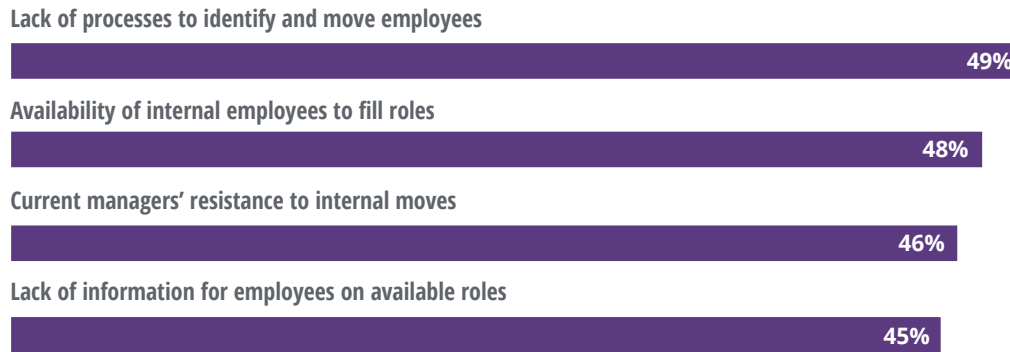 Lack of processes to identify and move employees
49%
Availability of internal employees to fill roles
48%
Current managers’ resistance to internal moves
46%
Lack of information for employees on available roles
45%